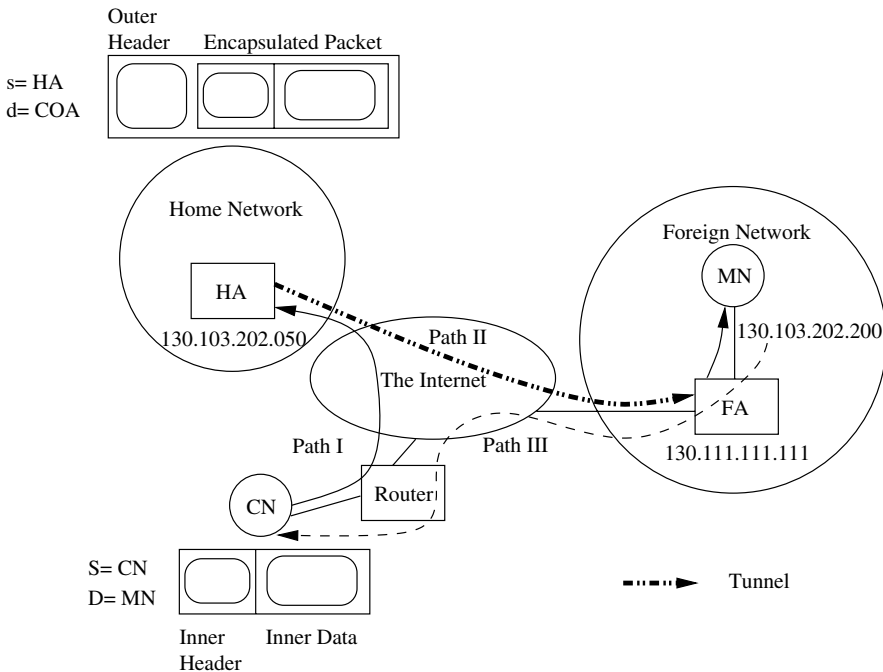 Outer
Header
Encapsulated Packet
s= HA
d= COA
Home Network
HA
130.103.202.050
Foreign Network
MN
130.103.202.200
FA
130.111.111.111
Path II
The Internet
Path I
Path III
CN
Router
S= CN
D= MN
Inner
Header
Inner Data
Tunnel